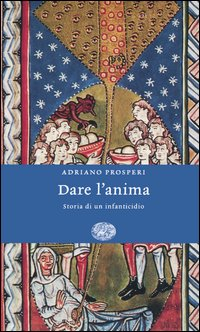 ADRIANO PROSPERI
Dare l'anima
Storia di un infanticidio